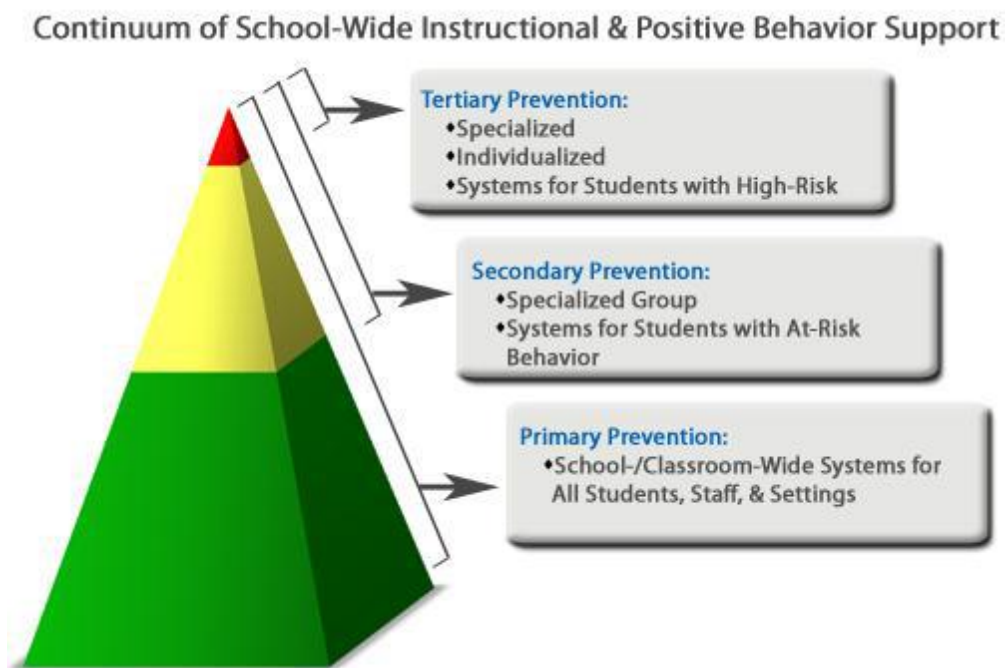 Continuum of School-Wide Instructional & Positive Behavior Support
Tertiary Prevention:
♦Specialized
♦Individualized
♦Systems for Students with High-Risk
Secondary Prevention:
♦Specialized Group
♦Systems for Students with At-Risk
Behavior
Primary Prevention:
♦School-/Classroom-Wide Systems for
All Students, Staff, & Settings